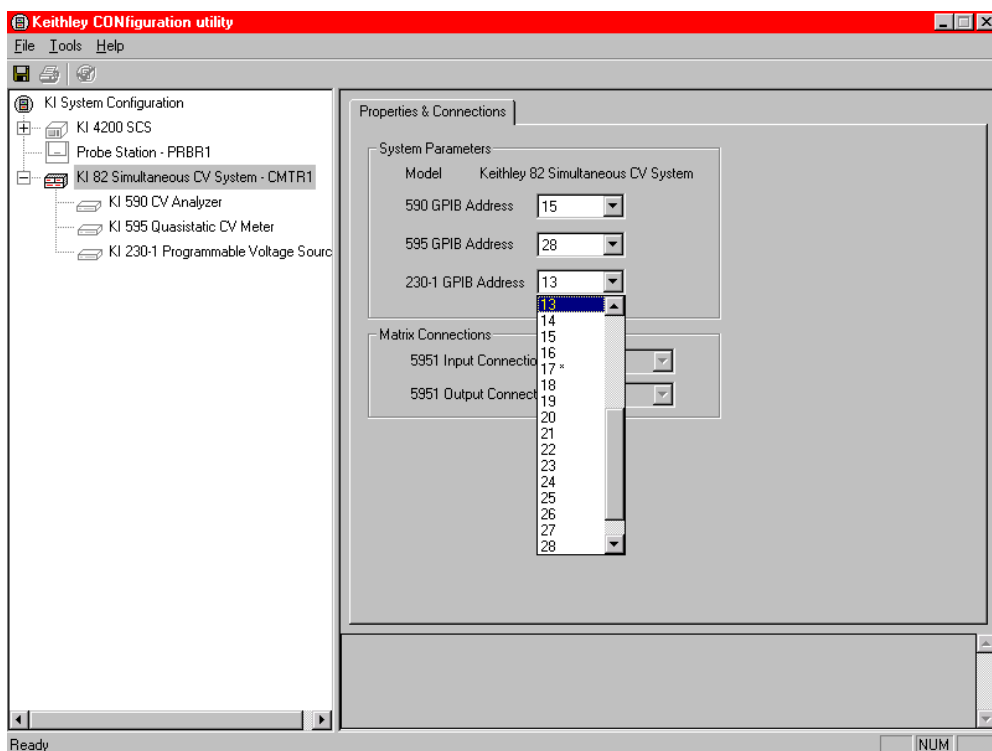 Keithley CONfiguration utility
File Tools Help
KI System Configuration
KI 4200 SCS
Probe Station - PRBR1
KI 82 Simultaneous CV System - CMTR1
KI 590 CV Analyzer
KI 595 Quasistatic CV Meter
KI 230-1 Programmable Voltage Sourc
Properties & Connections
System Parameters
Model Keithley 82 Simultaneous CV System
590 GPIB Address 15
595 GPIB Address 28
230-1 GPIB Address 13
13
14
15
16
17 *
18
19
20
21
22
23
24
25
26
27
28
Matrix Connections
5951 Input Connectio
5951 Output Connect
Ready
NUM